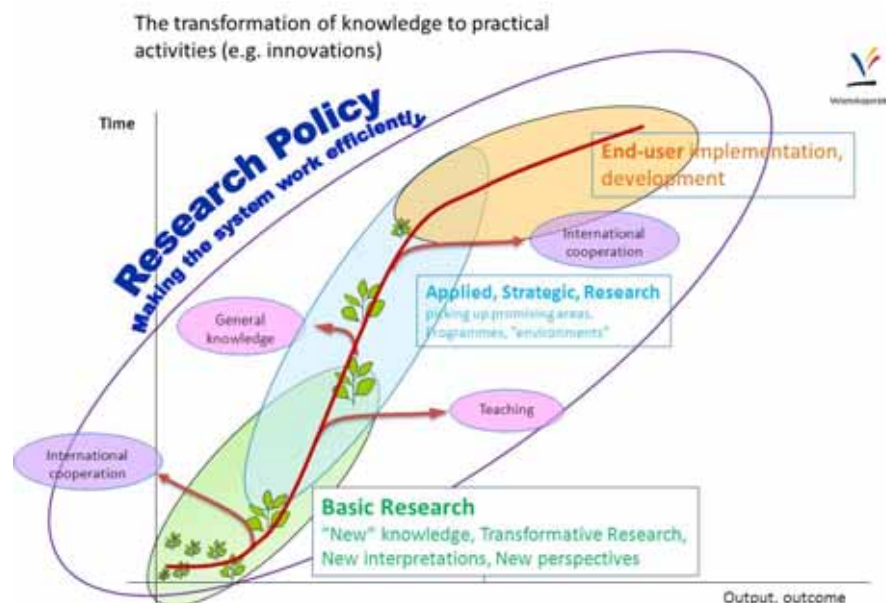 The transformation of knowledge to practical
activities (e.g. innovations)
Vetenskapsrådet
Time
Research Policy
Making the system work efficiently
End-user implementation,
development
International
cooperation
Applied, Strategic, Research
picking up promising areas,
Programmes, "environments"
General
knowledge
Teaching
International
cooperation
Basic Research
"New" knowledge, Transformative Research,
New interpretations, New perspectives
Output, outcome